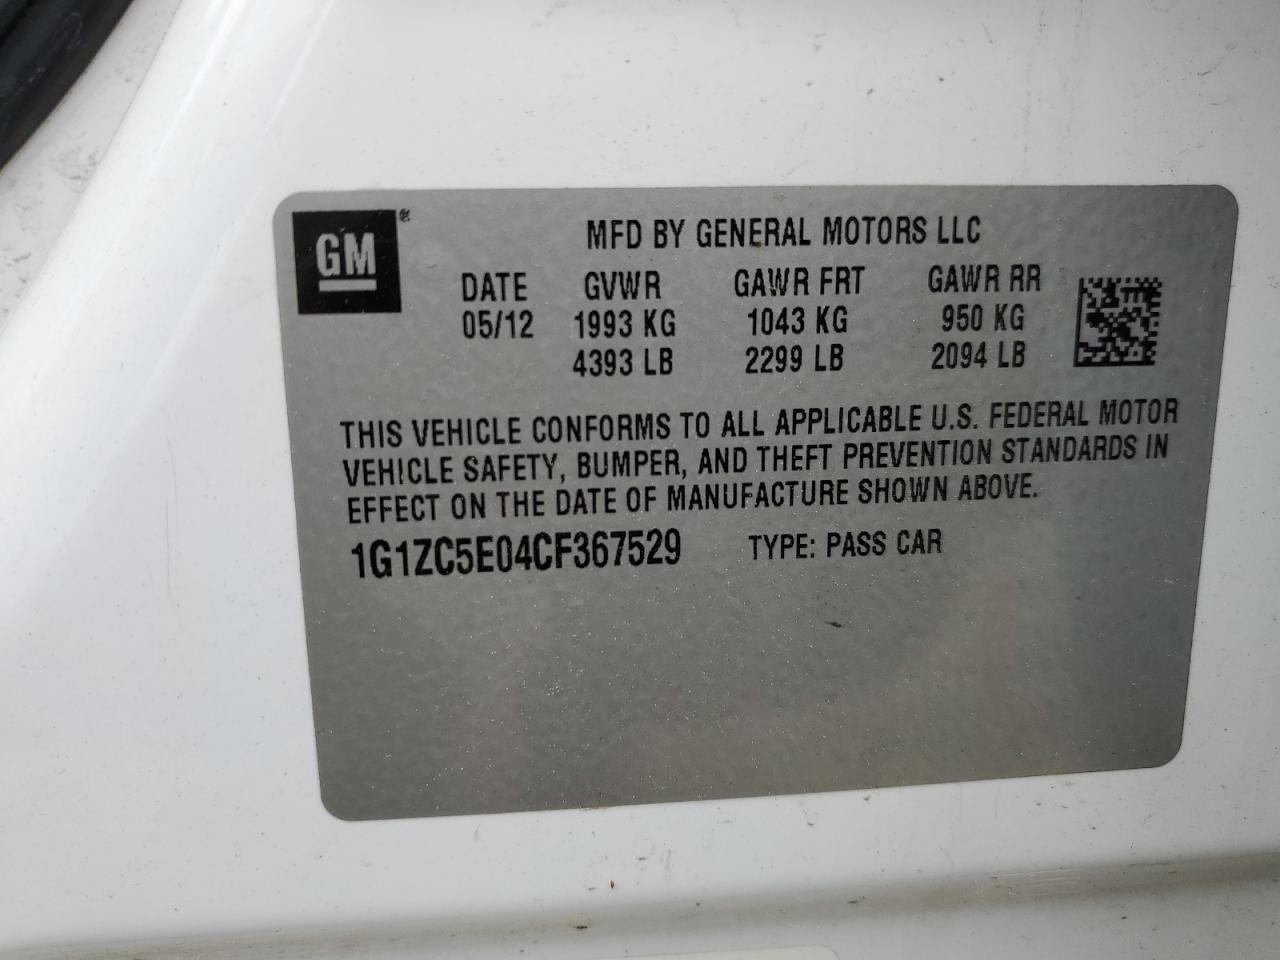 GM®
MFD BY GENERAL MOTORS LLC
DATE GVWR GAWR FRT GAWR RR
05/12 1993 KG 1043 KG 950 KG
4393 LB 2299 LB 2094 LB
THIS VEHICLE CONFORMS TO ALL APPLICABLE U.S. FEDERAL MOTOR
VEHICLE SAFETY, BUMPER, AND THEFT PREVENTION STANDARDS IN
EFFECT ON THE DATE OF MANUFACTURE SHOWN ABOVE.
1G1ZC5E04CF367529 TYPE: PASS CAR